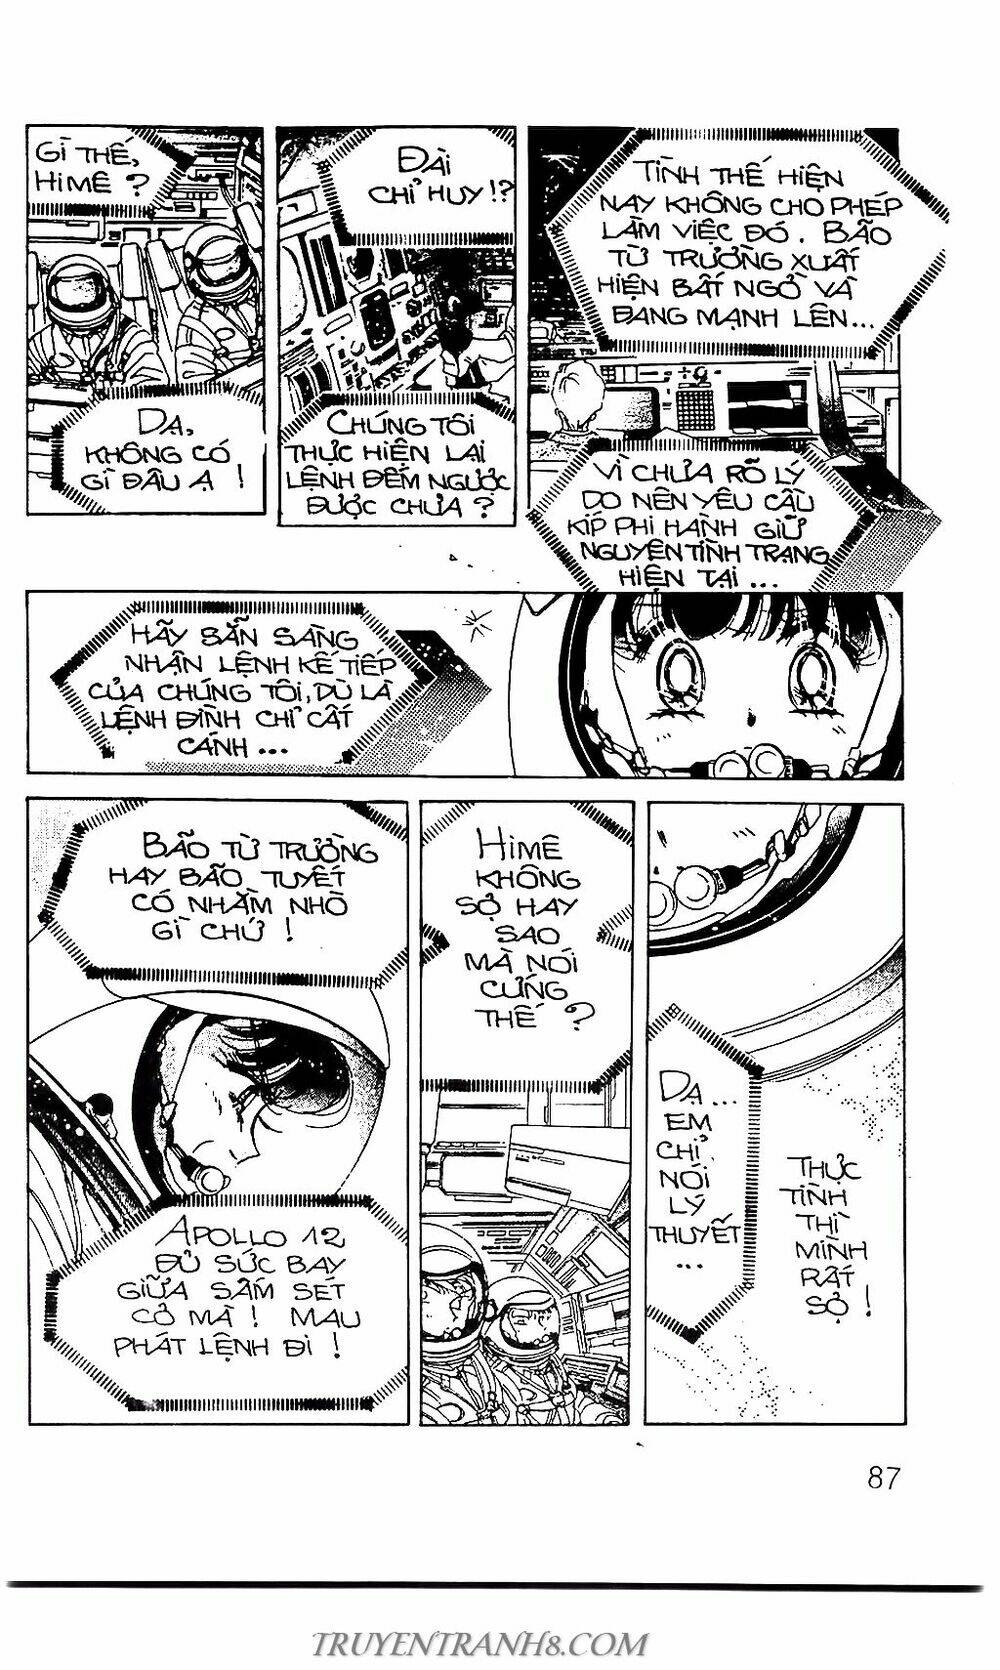 GÌ THẾ,
HIMÊ ?
DẠ,
KHÔNG CÓ
GÌ ĐÂU Ạ !
ĐÀI
CHỈ HUY !?
CHÚNG TÔI
THỰC HIỆN LẠI
LỆNH ĐẾM NGƯỢC
ĐƯỢC CHƯA ?
TÌNH THẾ HIỆN
NAY KHÔNG CHO PHÉP
LÀM VIỆC ĐÓ. BÃO
TỪ TRƯỜNG XUẤT
HIỆN BẤT NGỜ VÀ
ĐANG MẠNH LÊN...
VÌ CHƯA RÕ LÝ
DO NÊN YÊU CẦU
KÍP PHI HÀNH GIỮ
NGUYÊN TÌNH TRẠNG
HIỆN TẠI ...
HÃY SẴN SÀNG
NHẬN LỆNH KẾ TIẾP
CỦA CHÚNG TÔI, DÙ LÀ
LỆNH ĐÌNH CHỈ CẤT
CÁNH ...
BÃO TỪ TRƯỜNG
HAY BÃO TUYẾT
CÓ NHẰM NHÒ
GÌ CHỨ !
APOLLO 12
ĐỦ SỨC BAY
GIỮA SẤM SÉT
CƠ MÀ ! MAU
PHÁT LỆNH ĐI !
HIMÊ
KHÔNG
SỢ HAY
SAO
MÀ NÓI
CỨNG
THẾ ?
DẠ ...
EM
CHỈ
NÓI
LÝ
THUYẾT
...
THỰC
TÌNH
THÌ
MÌNH
RẤT
SỢ !
87
TRUYENTRANH8.COM